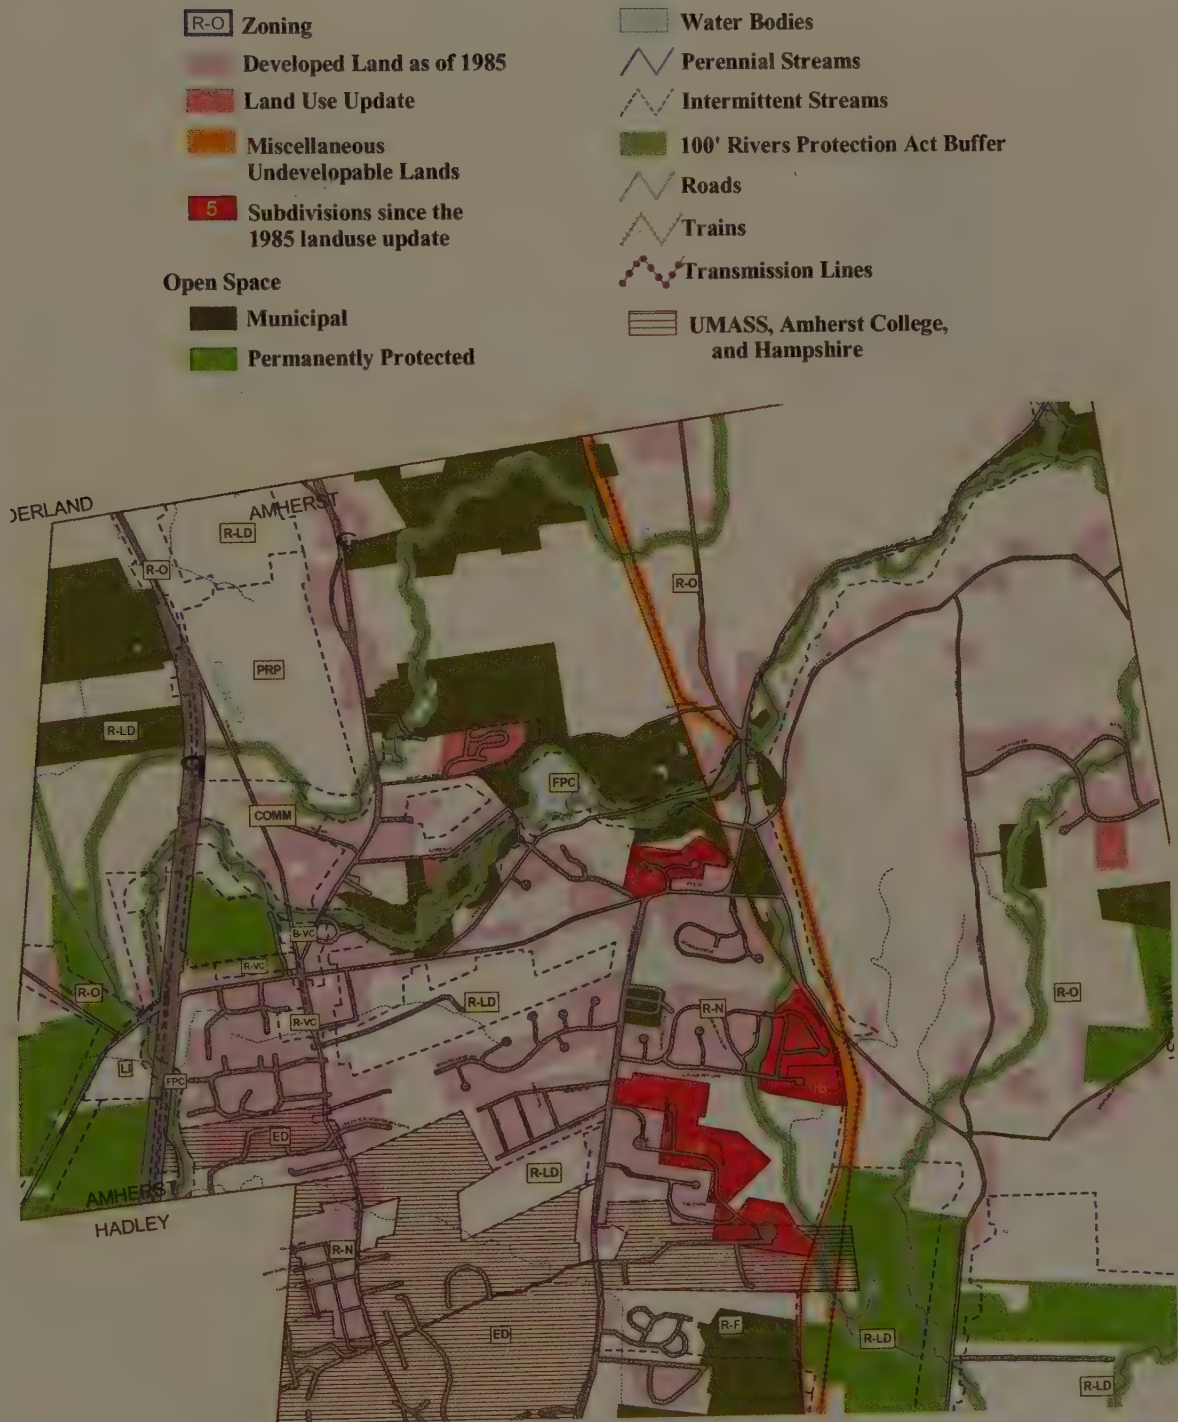 R-O Zoning
Developed Land as of 1985
Land Use Update
Miscellaneous
Undevelopable Lands
5 Subdivisions since the
1985 landuse update
Open Space
Municipal
Permanently Protected
Water Bodies
Perennial Streams
Intermittent Streams
100' Rivers Protection Act Buffer
Roads
Trains
Transmission Lines
UMASS, Amherst College,
and Hampshire
DERLAND
AMHERST
R-LD
R-O
R-O
PRP
R-LD
FPC
COMM
B-VC
R-VC
R-O
R-LD
R-N
R-O
R-VC
LI
FPC
ED
R-LD
AMHERST
HADLEY
R-N
ED
R-F
R-LD
R-LD